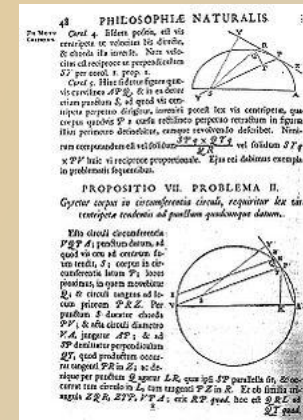 48 PHILOSOPHIÆ NATURALIS
De Motu
Corporum
Corol. 4. Iisdem positis, est vis
centripeta ut velocitas bis directe,
& chorda illa inverse. Nam velo-
citas est reciproce ut perpendiculum
SY per corol. 1. prop. 1.
Corol. 5. Hinc si detur figura quæ-
vis curvilinea APQ, & in ea detur
etiam punctum S, ad quod vis cen-
tripeta perpetuo dirigitur, inveniri potest lex vis centripetæ, qua
corpus quodvis P a cursu rectilineo perpetuo retractum in figuræ
illius perimetro detinebitur, eamque revolvendo describet. Nimi-
rum computandum est vel solidum SPq × QTq / QR vel solidum STq
× PV huic vi reciproce proportionale. Ejus rei dabimus exempla
in problematis sequentibus.
PROPOSITIO VII. PROBLEMA II.
Gyretur corpus in circumferentia circuli, requiritur lex vis
centripetæ tendentis ad punctum quodcunque datum.
Esto circuli circumferentia
VQPA; punctum datum, ad
quod vis ceu ad centrum su-
um tendit, S; corpus in cir-
cumferentia latum P; locus
proximus, in quem movebitur
Q; & circuli tangens ad lo-
cum priorem PRZ. Per
punctum S ducatur chorda
PV; & acta circuli diametro
VA, jungatur AP; & ad
SP demittatur perpendiculum
QT, quod productum occur-
rat tangenti PR in Z; ac de-
nique per punctum Q agatur LR, quæ ipsi SP parallela sit, & oc-
currat tum circulo in L, tum tangenti PZ in R. Et ob similia tri-
angula ZQR, ZTP, VPA; erit RP quad. hoc est QRL ad
QT quad.